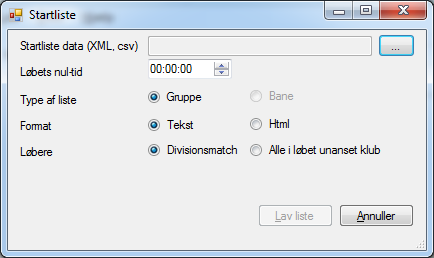 Startliste
Startliste data (XML, csv) ...
Løbets nul-tid 00:00:00
Type af liste Gruppe Bane
Format Tekst Html
Løbere Divisionsmatch Alle i løbet unanset klub
Lav liste Annuller